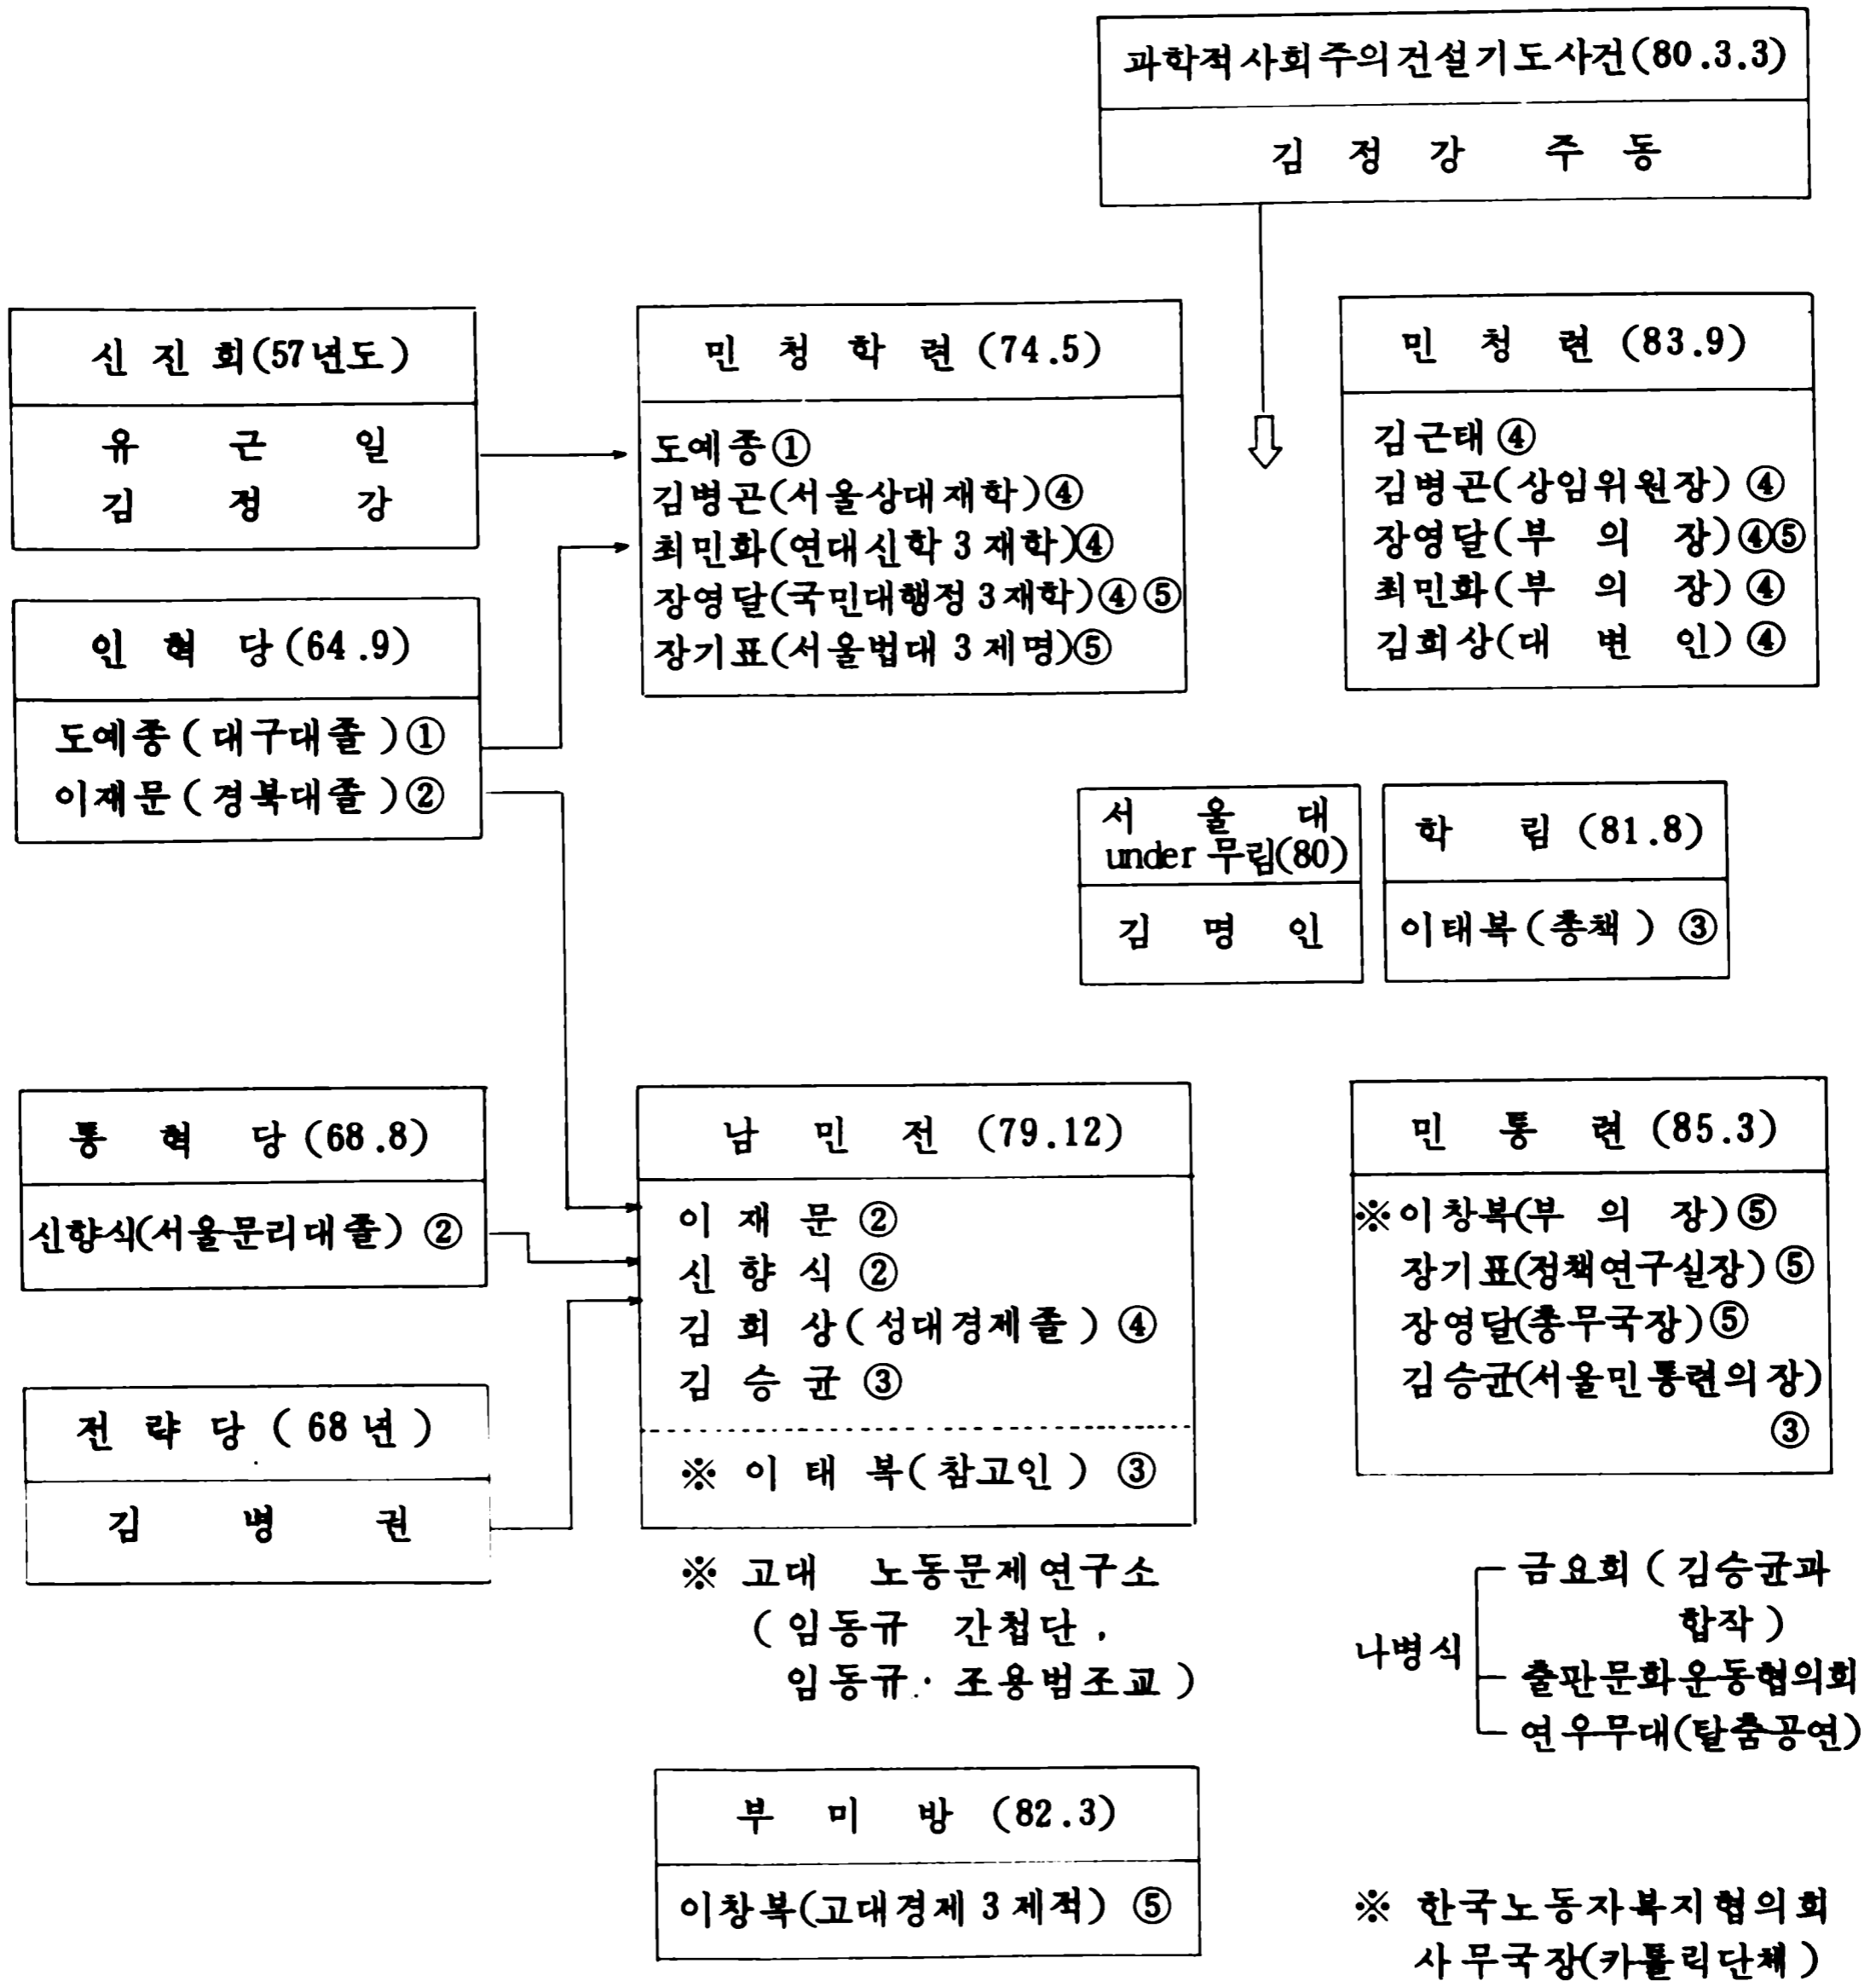 과학적사회주의건설기도사건(80.3.3)
김 정 강 주 동
신 진 회(57년도)
유 근 일
김 정 강
민 청 학 련 (74.5)
도예종①
김병곤(서울상대재학)④
최민화(연대신학3재학)④
장영달(국민대행정3재학)④⑤
장기표(서울법대3제명)⑤
민 청 련 (83.9)
김근태④
김병곤(상임위원장)④
장영달(부 의 장)④⑤
최민화(부 의 장)④
김희상(대 변 인)④
인 혁 당(64.9)
도예종(대구대졸)①
이재문(경북대졸)②
서 울 대
under 무림(80)
김 명 인
학 림 (81.8)
이태복(총책) ③
통 혁 당(68.8)
신향식(서울문리대졸) ②
전 략 당 (68년)
김 병 권
남 민 전 (79.12)
이 재 문 ②
신 향 식 ②
김 희 상(성대경제졸) ④
김 승 균 ③
※ 이 태 복(참고인) ③
※ 고대 노동문제연구소
(임동규 간첩단,
임동규·조용범조교)
민 통 련 (85.3)
※이창복(부 의 장)⑤
장기표(정책연구실장)⑤
장영달(총무국장)⑤
김승균(서울민통련의장)
③
나병식
금요회(김승균과
합작)
출판문화운동협의회
연우무대(탈춤공연)
부 미 방 (82.3)
이창복(고대경제3제적) ⑤
※ 한국노동자복지협의회
사무국장(카톨릭단체)